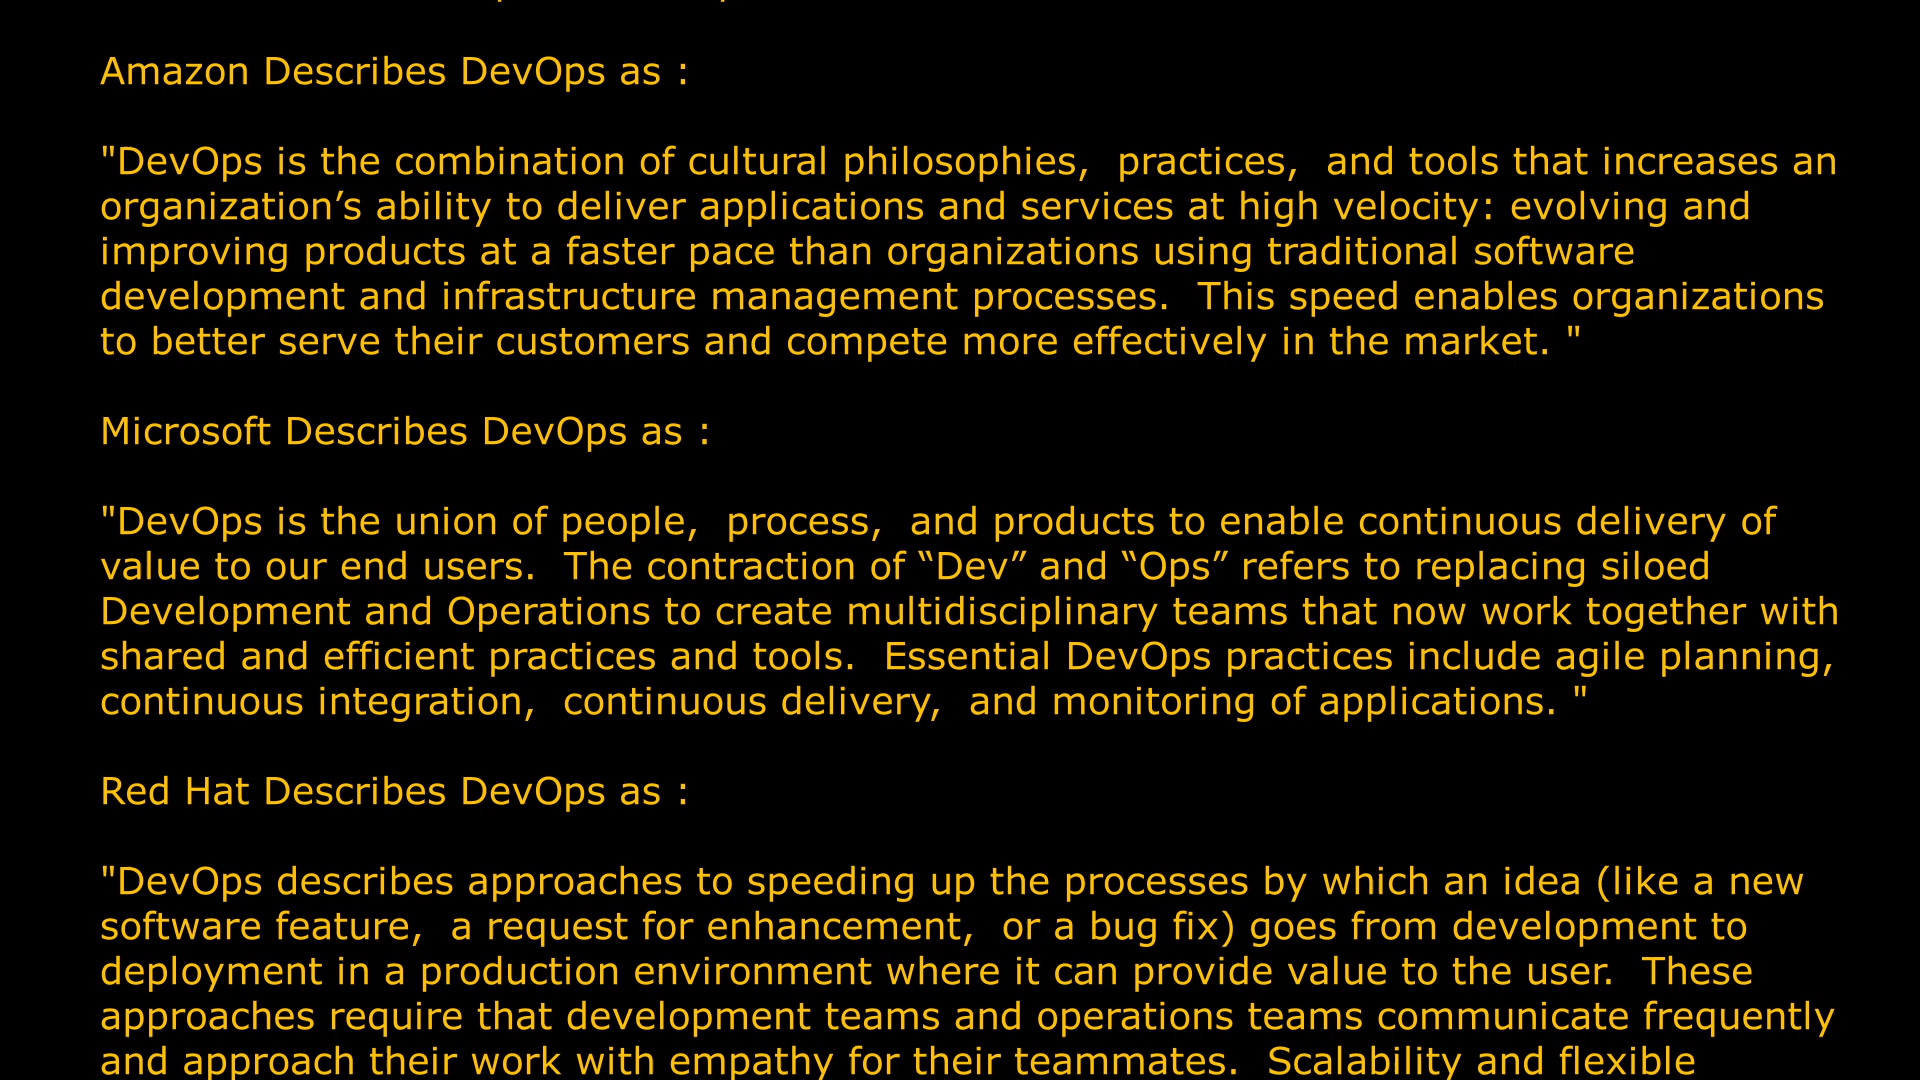 Amazon Describes DevOps as :
"DevOps is the combination of cultural philosophies,  practices,  and tools that increases an
organization’s ability to deliver applications and services at high velocity: evolving and
improving products at a faster pace than organizations using traditional software
development and infrastructure management processes.  This speed enables organizations
to better serve their customers and compete more effectively in the market. "
Microsoft Describes DevOps as :
"DevOps is the union of people,  process,  and products to enable continuous delivery of
value to our end users.  The contraction of “Dev” and “Ops” refers to replacing siloed
Development and Operations to create multidisciplinary teams that now work together with
shared and efficient practices and tools.  Essential DevOps practices include agile planning,
continuous integration,  continuous delivery,  and monitoring of applications. "
Red Hat Describes DevOps as :
"DevOps describes approaches to speeding up the processes by which an idea (like a new
software feature,  a request for enhancement,  or a bug fix) goes from development to
deployment in a production environment where it can provide value to the user.  These
approaches require that development teams and operations teams communicate frequently
and approach their work with empathy for their teammates.  Scalability and flexible